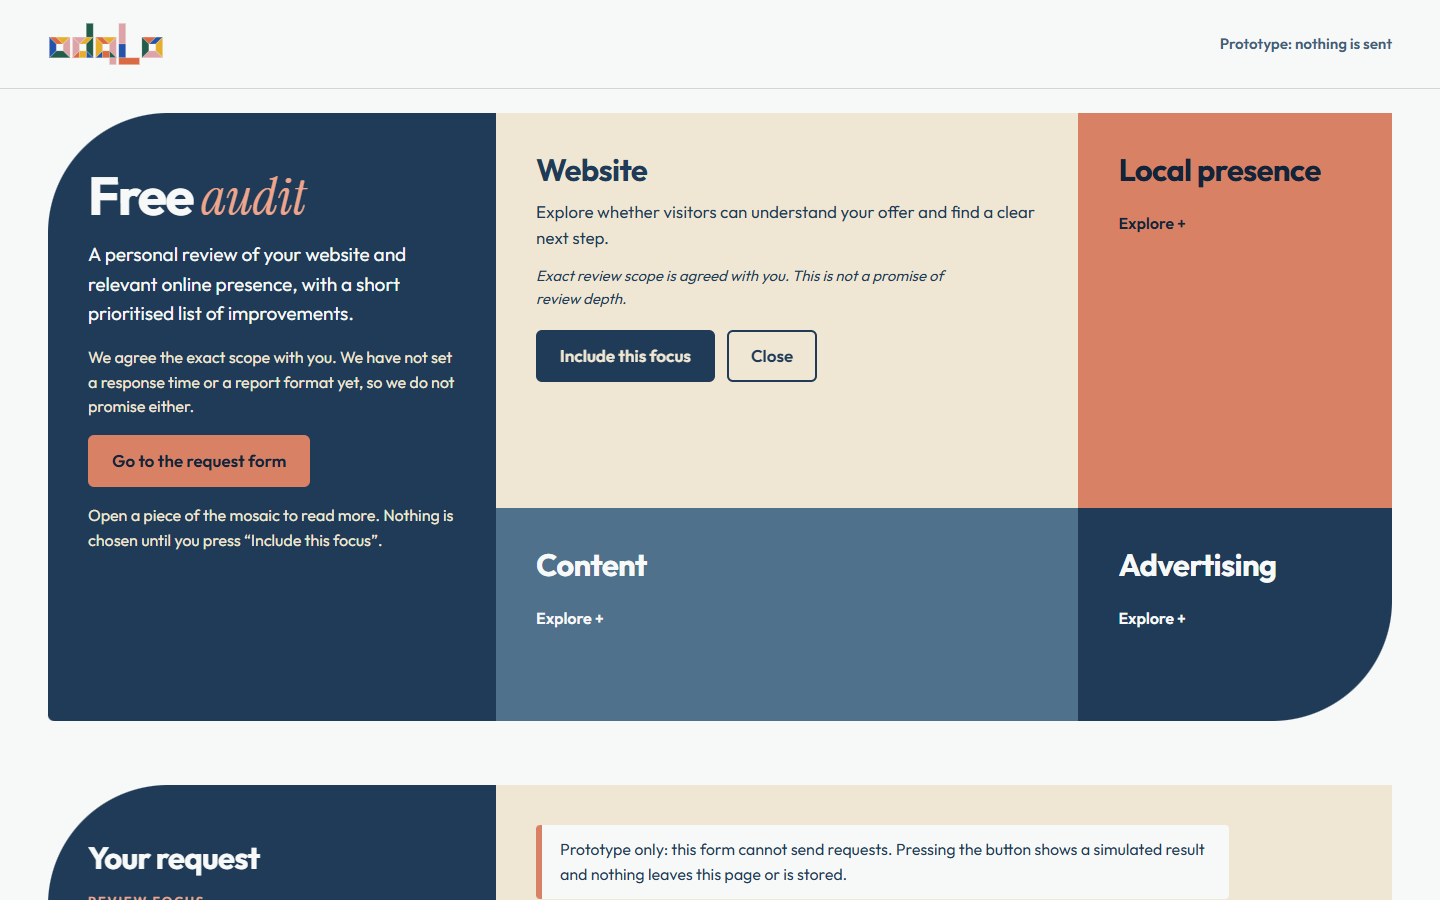 odqLo
Prototype: nothing is sent
Free audit
A personal review of your website and
relevant online presence, with a short
prioritised list of improvements.
We agree the exact scope with you. We have not set
a response time or a report format yet, so we do not
promise either.
Go to the request form
Open a piece of the mosaic to read more. Nothing is
chosen until you press “Include this focus”.
Website
Explore whether visitors can understand your offer and find a clear
next step.
Exact review scope is agreed with you. This is not a promise of
review depth.
Include this focus
Close
Local presence
Explore +
Content
Explore +
Advertising
Explore +
Your request
REVIEW FOCUS
Prototype only: this form cannot send requests. Pressing the button shows a simulated result
and nothing leaves this page or is stored.